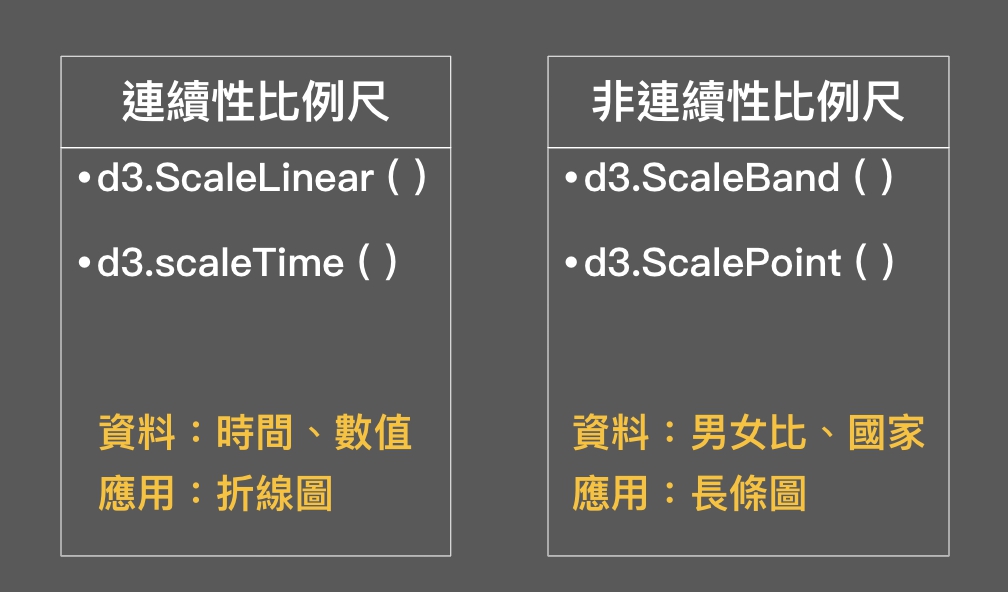 連續性比例尺
•d3.ScaleLinear ( )
•d3.scaleTime ( )
資料：時間、數值
應用：折線圖
非連續性比例尺
•d3.ScaleBand ( )
•d3.ScalePoint ( )
資料：男女比、國家
應用：長條圖